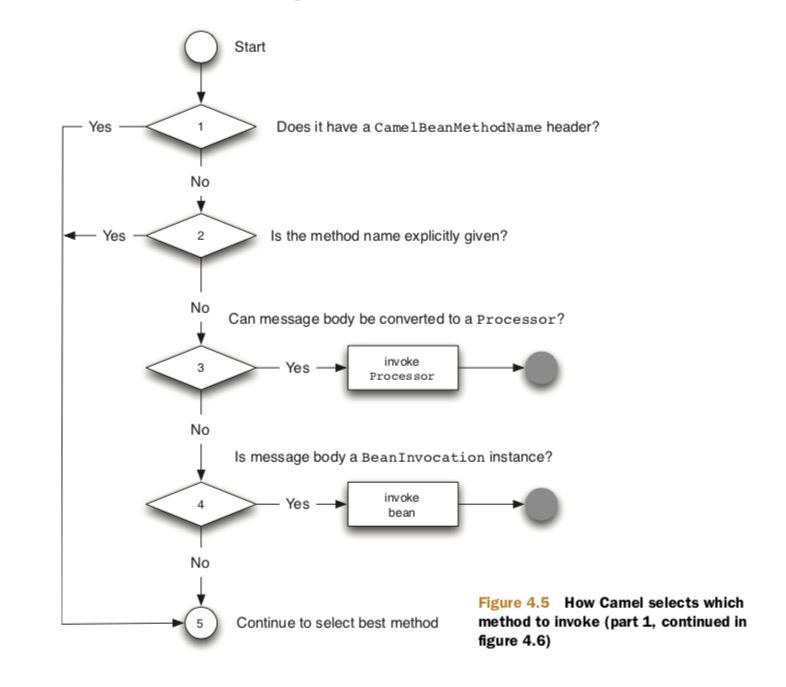 Start
Yes
1
Does it have a CamelBeanMethodName header?
No
Yes
2
Is the method name explicitly given?
No
Can message body be converted to a Processor?
3
Yes
invoke
Processor
No
Is message body a BeanInvocation instance?
4
Yes
invoke
bean
No
5
Continue to select best method
Figure 4.5 How Camel selects which
method to invoke (part 1, continued in
figure 4.6)